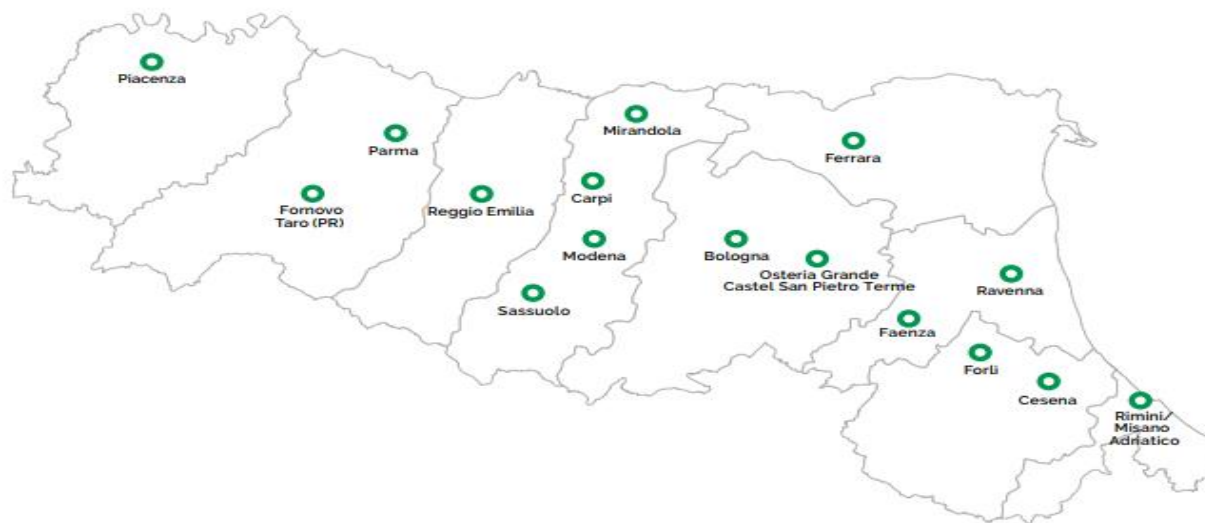 Piacenza
Mirandola
Parma
Ferrara
Fornovo
Taro (PR)
Reggio Emilia
Carpi
Modena
Bologna
Osteria Grande
Castel San Pietro Terme
Ravenna
Sassuolo
Faenza
Forlì
Cesena
Rimini/
Misano
Adriatico